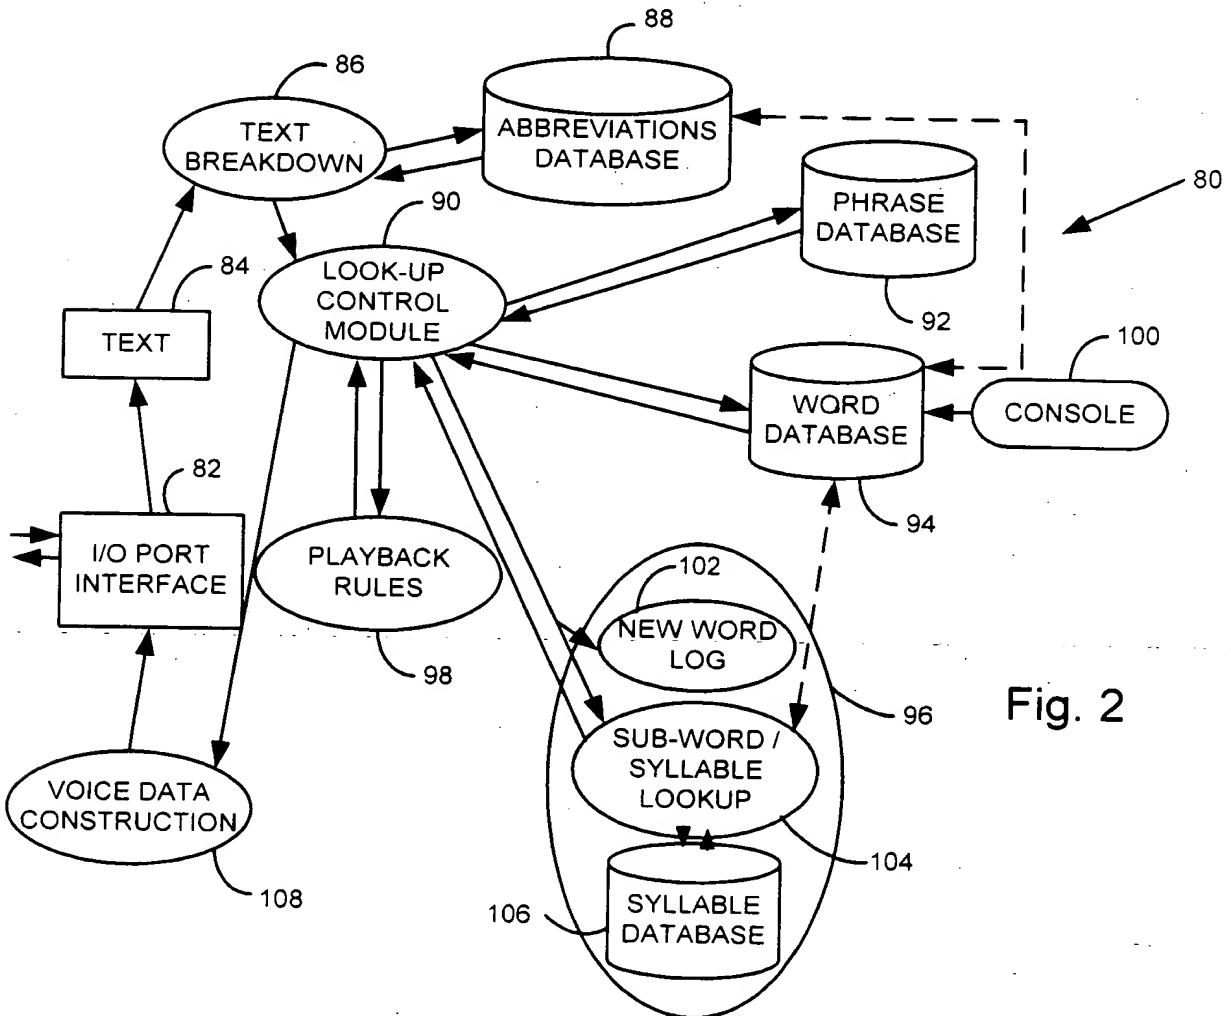 88
86
TEXT
BREAKDOWN
ABBREVIATIONS
DATABASE
80
PHRASE
DATABASE
90
84
LOOK-UP
CONTROL
MODULE
92
TEXT
100
WORD
DATABASE
CONSOLE
82
94
I/O PORT
INTERFACE
PLAYBACK
RULES
102
NEW WORD
LOG
98
96
Fig. 2
SUB-WORD /
SYLLABLE
LOOKUP
VOICE DATA
CONSTRUCTION
104
108
106
SYLLABLE
DATABASE